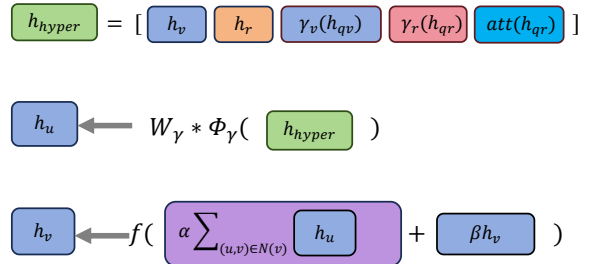 h_hyper = [ h_v h_r γ_v(h_qv) γ_r(h_qr) att(h_qr) ]
h_u ← W_γ * Φ_γ( h_hyper )
h_v ← f( α ∑_(u,v)∈N(v) h_u + βh_v )